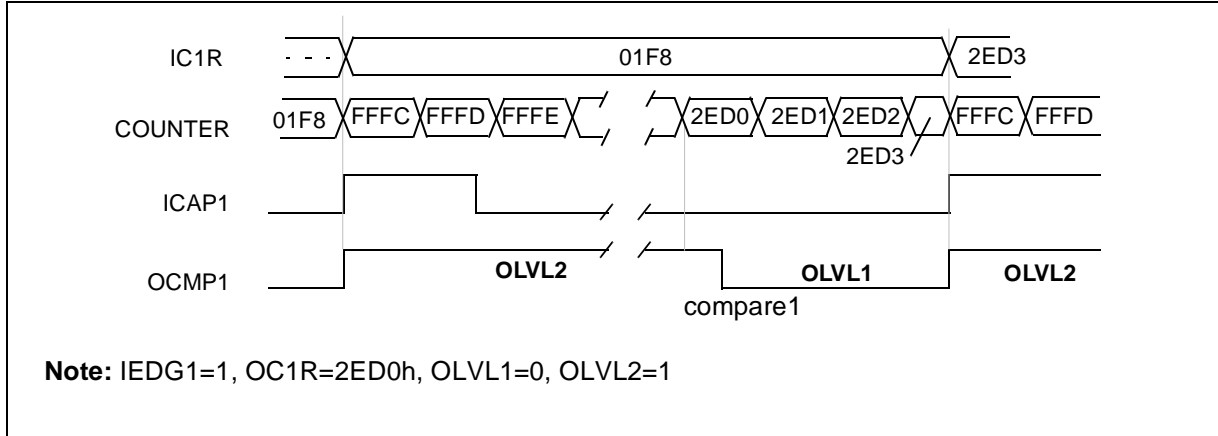 IC1R - - - 01F8 2ED3
COUNTER 01F8 FFFC FFFD FFFE 2ED0 2ED1 2ED2 FFFC FFFD
2ED3
ICAP1
OCMP1 OLVL2 OLVL1 OLVL2
compare1
Note: IEDG1=1, OC1R=2ED0h, OLVL1=0, OLVL2=1